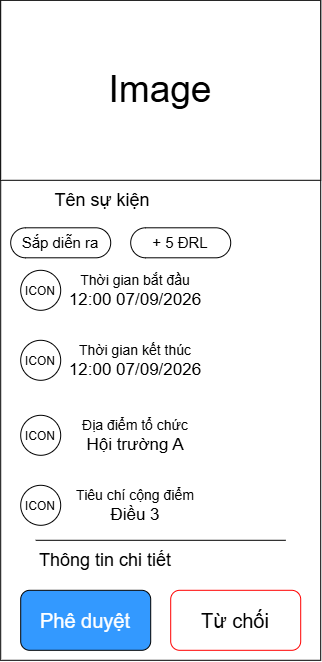 Image
Tên sự kiện
Sắp diễn ra
+ 5 ĐRL
ICON
Thời gian bắt đầu
12:00 07/09/2026
ICON
Thời gian kết thúc
12:00 07/09/2026
ICON
Địa điểm tổ chức
Hội trường A
ICON
Tiêu chí cộng điểm
Điều 3
Thông tin chi tiết
Phê duyệt
Từ chối